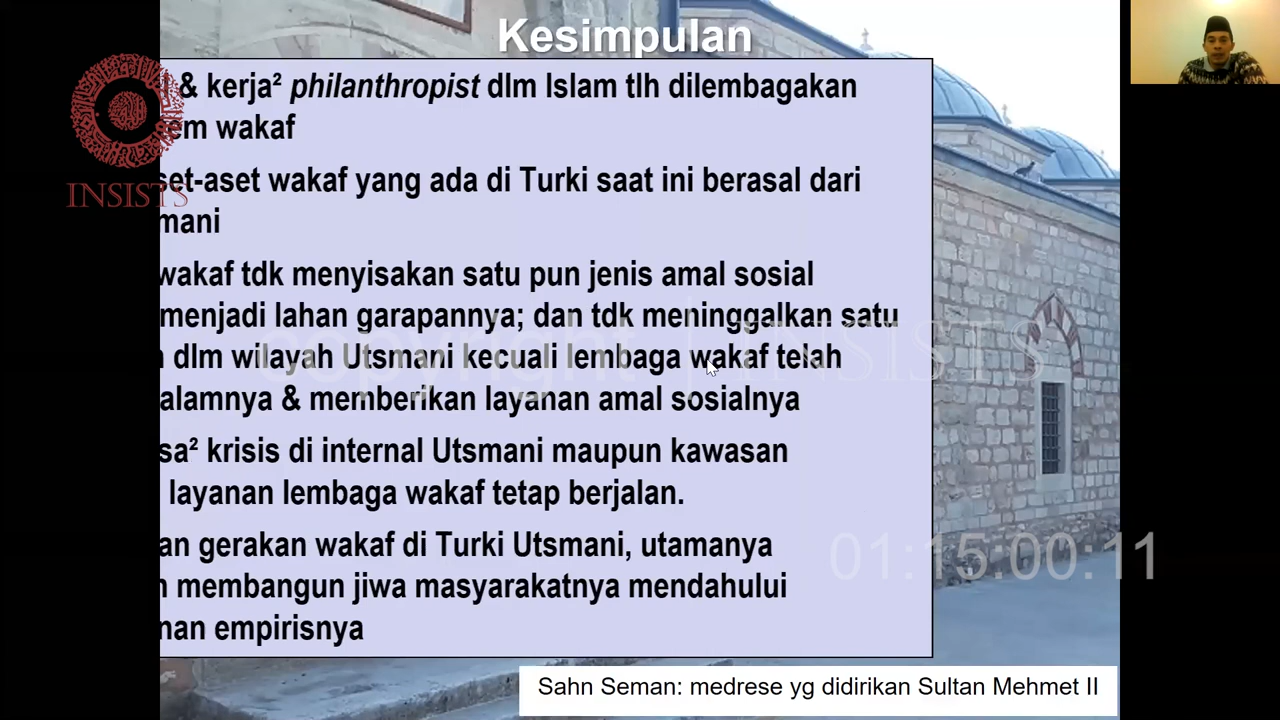 Kesimpulan
& kerja² philanthropist dlm Islam tlh dilembagakan
em wakaf
set-aset wakaf yang ada di Turki saat ini berasal dari
mani
wakaf tdk menyisakan satu pun jenis amal sosial
menjadi lahan garapannya; dan tdk meninggalkan satu
dlm wilayah Utsmani kecuali lembaga wakaf telah
alamnya & memberikan layanan amal sosialnya
sa² krisis di internal Utsmani maupun kawasan
layanan lembaga wakaf tetap berjalan.
an gerakan wakaf di Turki Utsmani, utamanya
membangun jiwa masyarakatnya mendahului
nan empirisnya
Sahn Seman: medrese yg didirikan Sultan Mehmet II
INSISTS
copyright | INSISTS
01:15:00:11